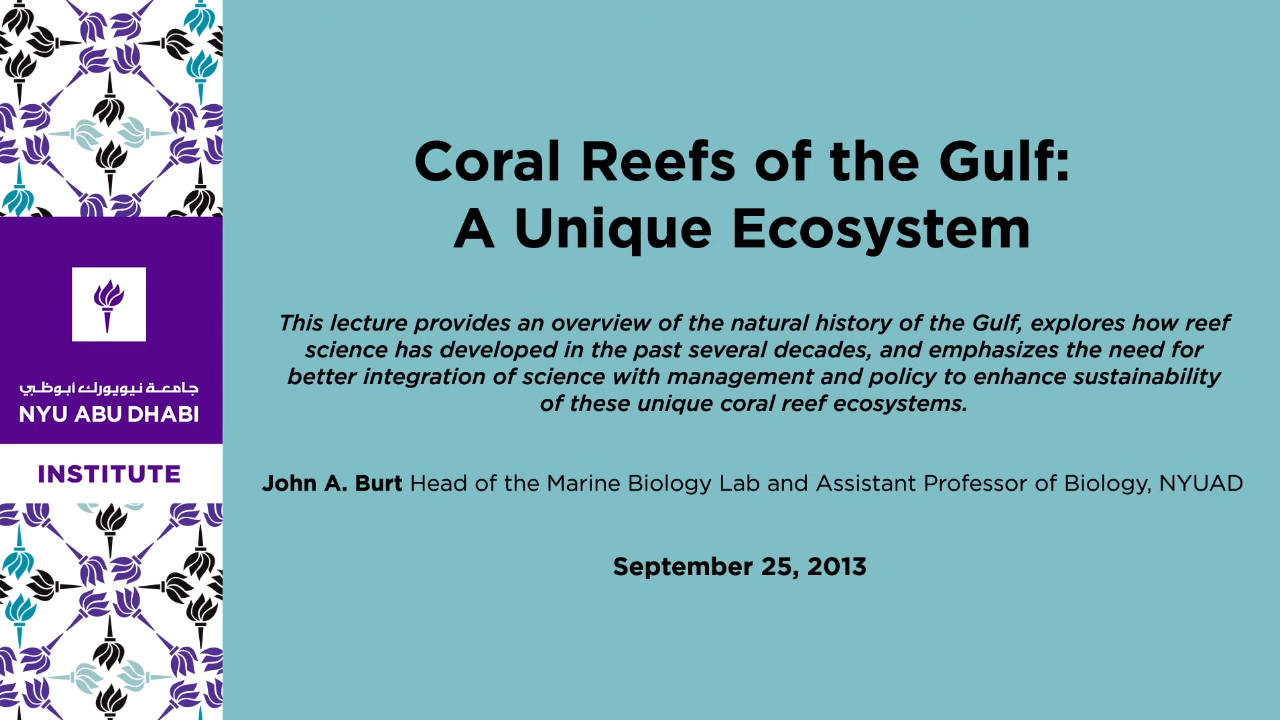 Coral Reefs of the Gulf:
A Unique Ecosystem
This lecture provides an overview of the natural history of the Gulf, explores how reef
science has developed in the past several decades, and emphasizes the need for
better integration of science with management and policy to enhance sustainability
of these unique coral reef ecosystems.
John A. Burt Head of the Marine Biology Lab and Assistant Professor of Biology, NYUAD
September 25, 2013
جامعة نيويورك أبوظبي
NYU ABU DHABI
INSTITUTE